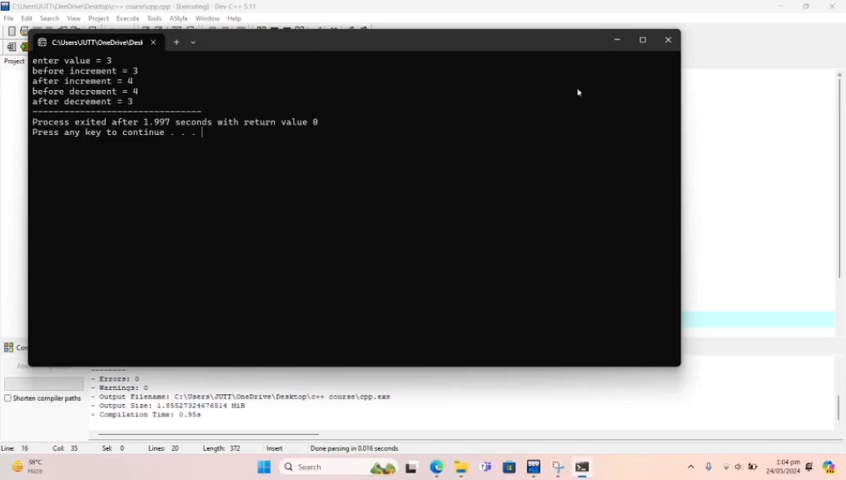 C:\Users\JUTT\OneDrive\Desktop\c++ course\cpp.cpp - [Executing] - Dev-C++ 5.11
File Edit Search View Project Execute Tools AStyle Window Help
C:\Users\JUTT\OneDrive\Desl
Project
enter value = 3
before increment = 3
after increment = 4
before decrement = 4
after decrement = 3
--------------------------------
Process exited after 1.997 seconds with return value 0
Press any key to continue . . .
--------
- Errors: 0
- Warnings: 0
- Output Filename: C:\Users\JUTT\OneDrive\Desktop\c++ course\cpp.exe
- Output Size: 1.85527324676514 MiB
- Compilation Time: 0.95s
Shorten compiler paths
Line: 16 Col: 35 Sel: 0 Lines: 20 Length: 372 Insert Done parsing in 0.016 seconds
38°C
Haze
Search
3:04 pm
24/05/2024